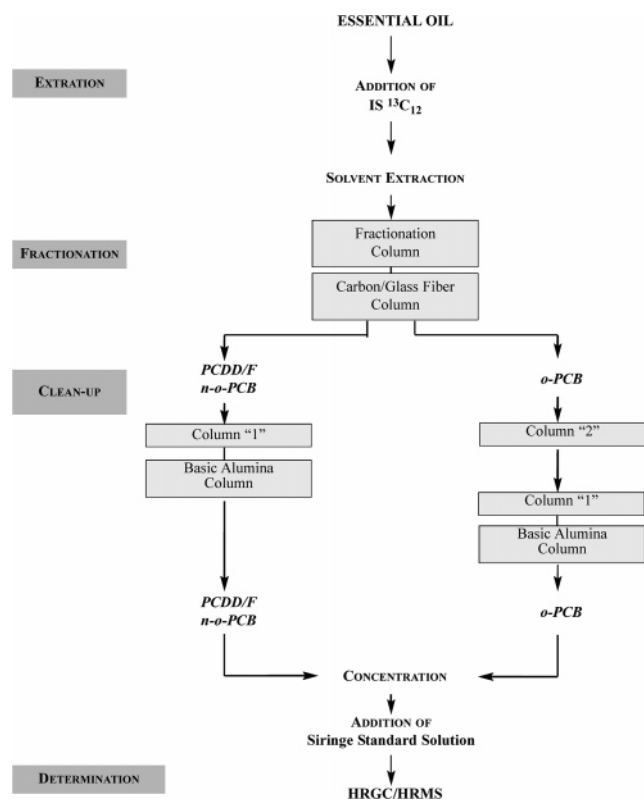 ESSENTIAL OIL
EXTRATION
ADDITION OF
IS ¹³C₁₂
SOLVENT EXTRACTION
FRACTIONATION
Fractionation
Column
Carbon/Glass Fiber
Column
CLEAN-UP
PCDD/F
n-o-PCB
Column “1”
Basic Alumina
Column
PCDD/F
n-o-PCB
o-PCB
Column “2”
Column “1”
Basic Alumina
Column
o-PCB
CONCENTRATION
ADDITION OF
Siringe Standard Solution
DETERMINATION
HRGC/HRMS